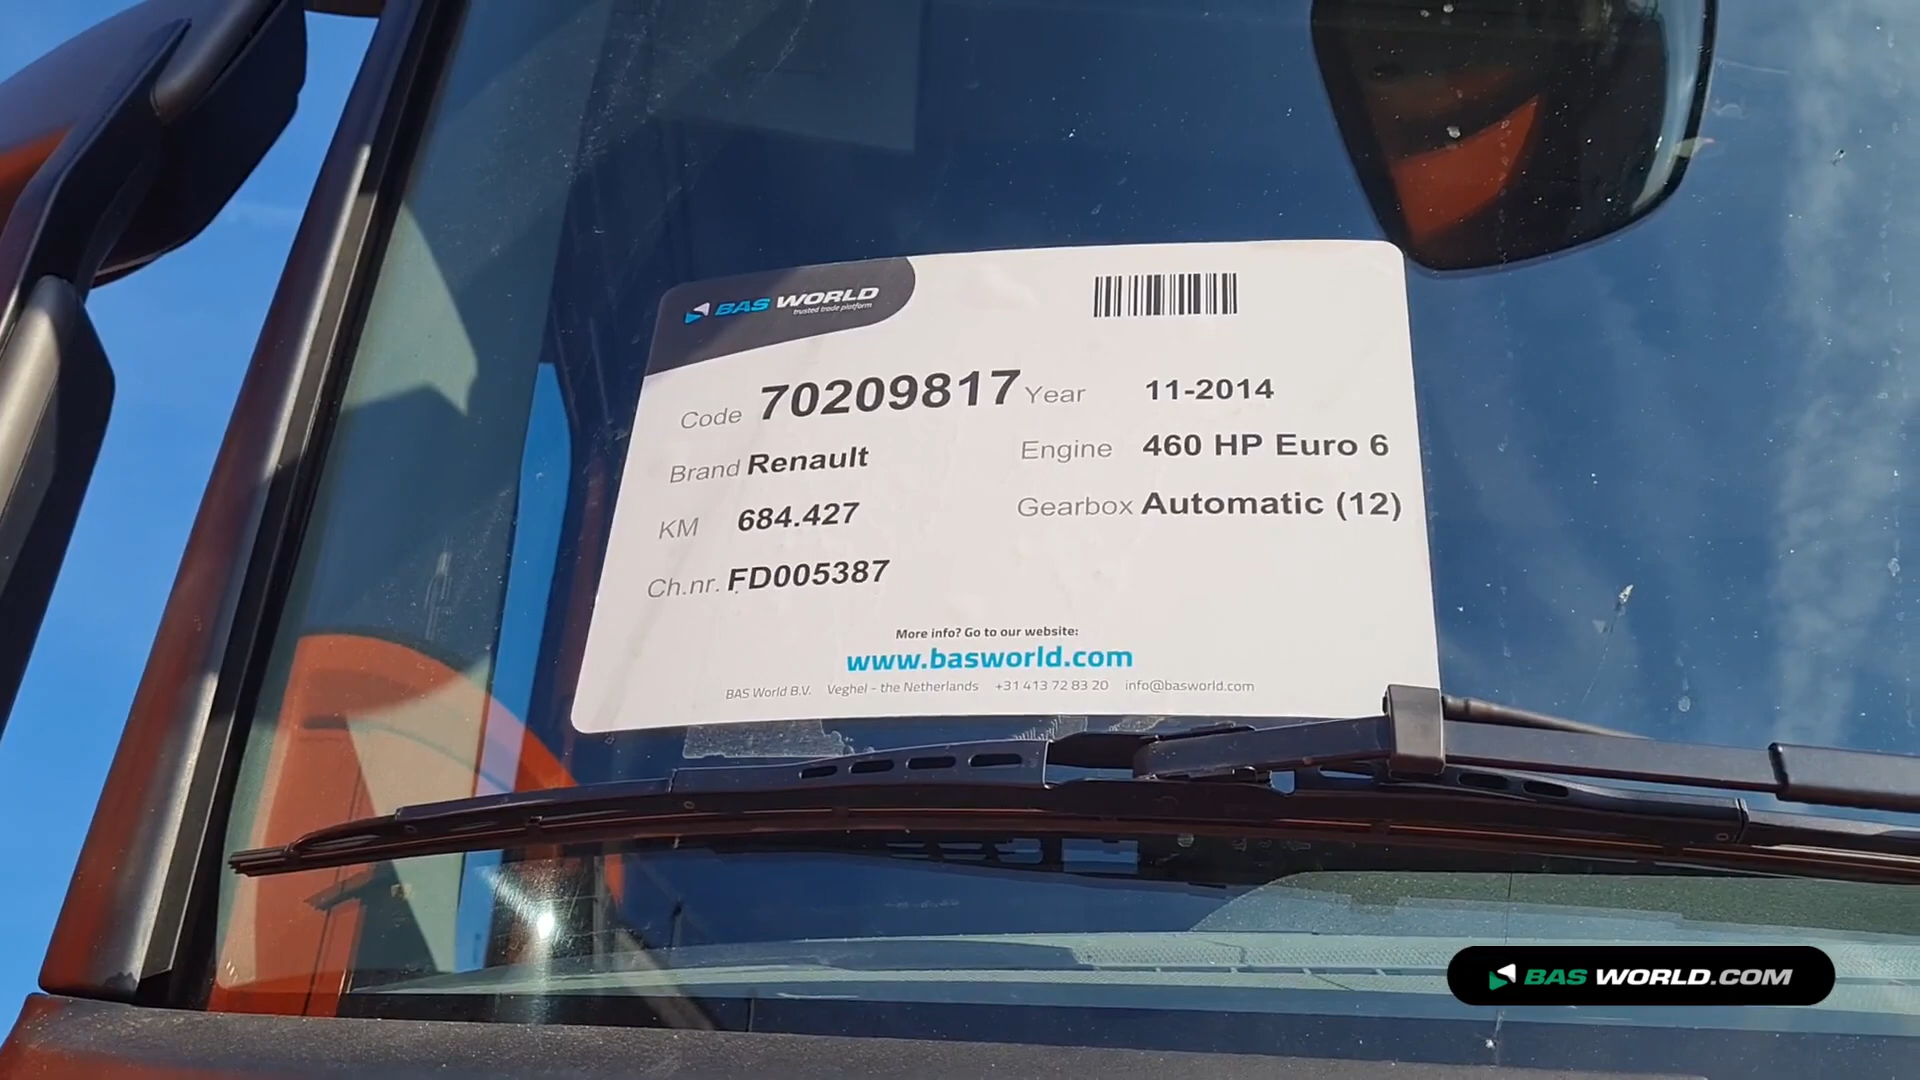 BAS WORLD
trusted trade platform
Code 70209817 Year 11-2014
Brand Renault Engine 460 HP Euro 6
KM 684.427 Gearbox Automatic (12)
Ch.nr. FD005387
More info? Go to our website:
www.basworld.com
BAS World B.V. Veghel - the Netherlands +31 413 72 83 20 info@basworld.com
BAS WORLD.COM